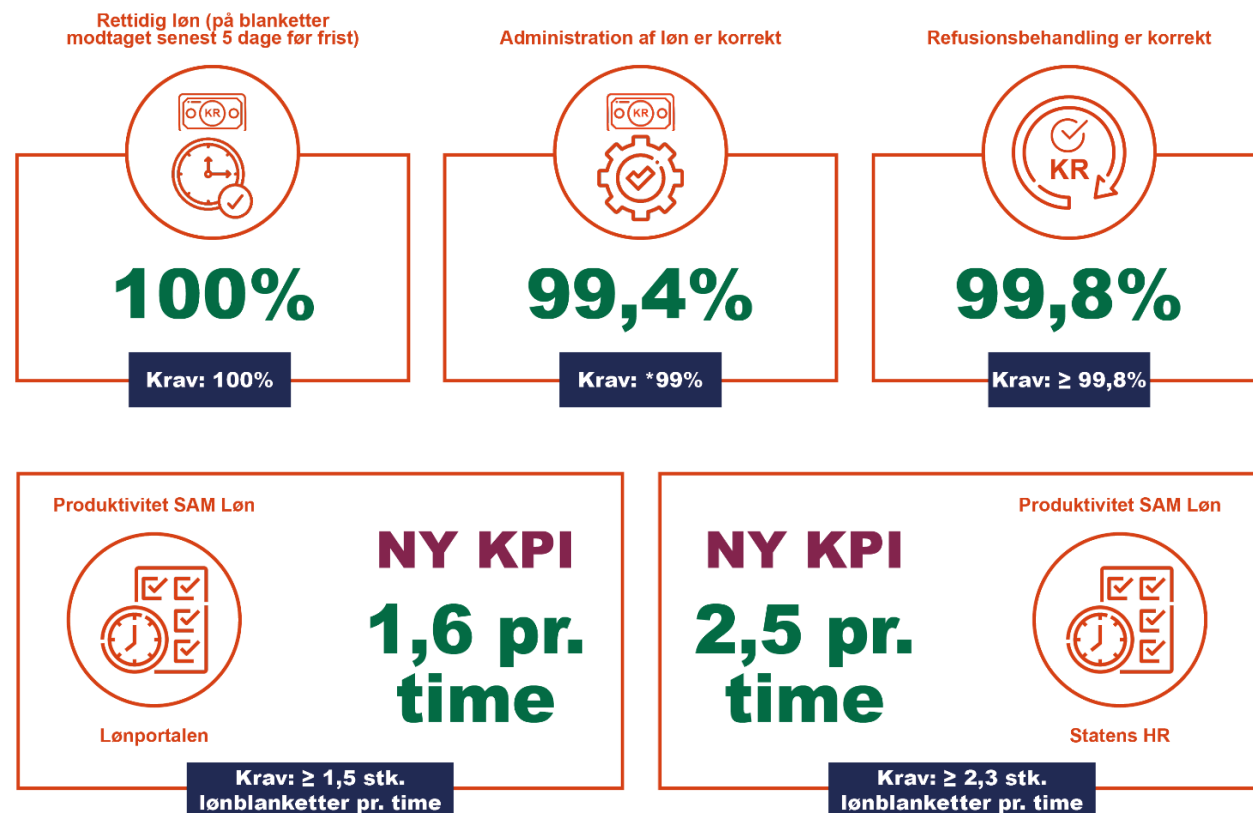 Rettidig løn (på blanketter
modtaget senest 5 dage før frist)
KR
100%
Krav: 100%
Administration af løn er korrekt
KR
99,4%
Krav: *99%
Refusionsbehandling er korrekt
KR
99,8%
Krav: ≥ 99,8%
Produktivitet SAM Løn
Lønportalen
NY KPI
1,6 pr.
time
Krav: ≥ 1,5 stk.
lønblanketter pr. time
NY KPI
2,5 pr.
time
Produktivitet SAM Løn
Statens HR
Krav: ≥ 2,3 stk.
lønblanketter pr. time